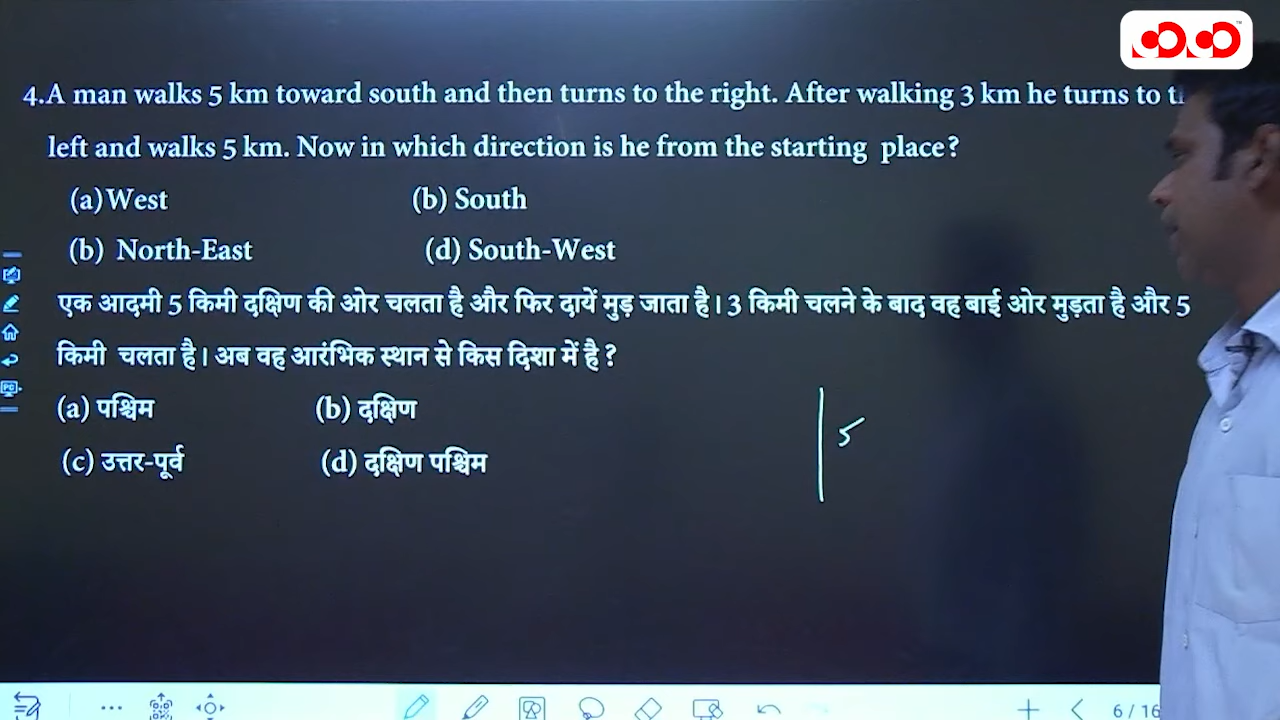 4.A man walks 5 km toward south and then turns to the right. After walking 3 km he turns to
left and walks 5 km. Now in which direction is he from the starting place?
(a)West (b) South
(b) North-East (d) South-West
एक आदमी 5 किमी दक्षिण की ओर चलता है और फिर दायें मुड़ जाता है। 3 किमी चलने के बाद वह बाई ओर मुड़ता है और 5
किमी चलता है। अब वह आरंभिक स्थान से किस दिशा में है ?
(a) पश्चिम (b) दक्षिण
5
(c) उत्तर-पूर्व (d) दक्षिण पश्चिम
6 / 16